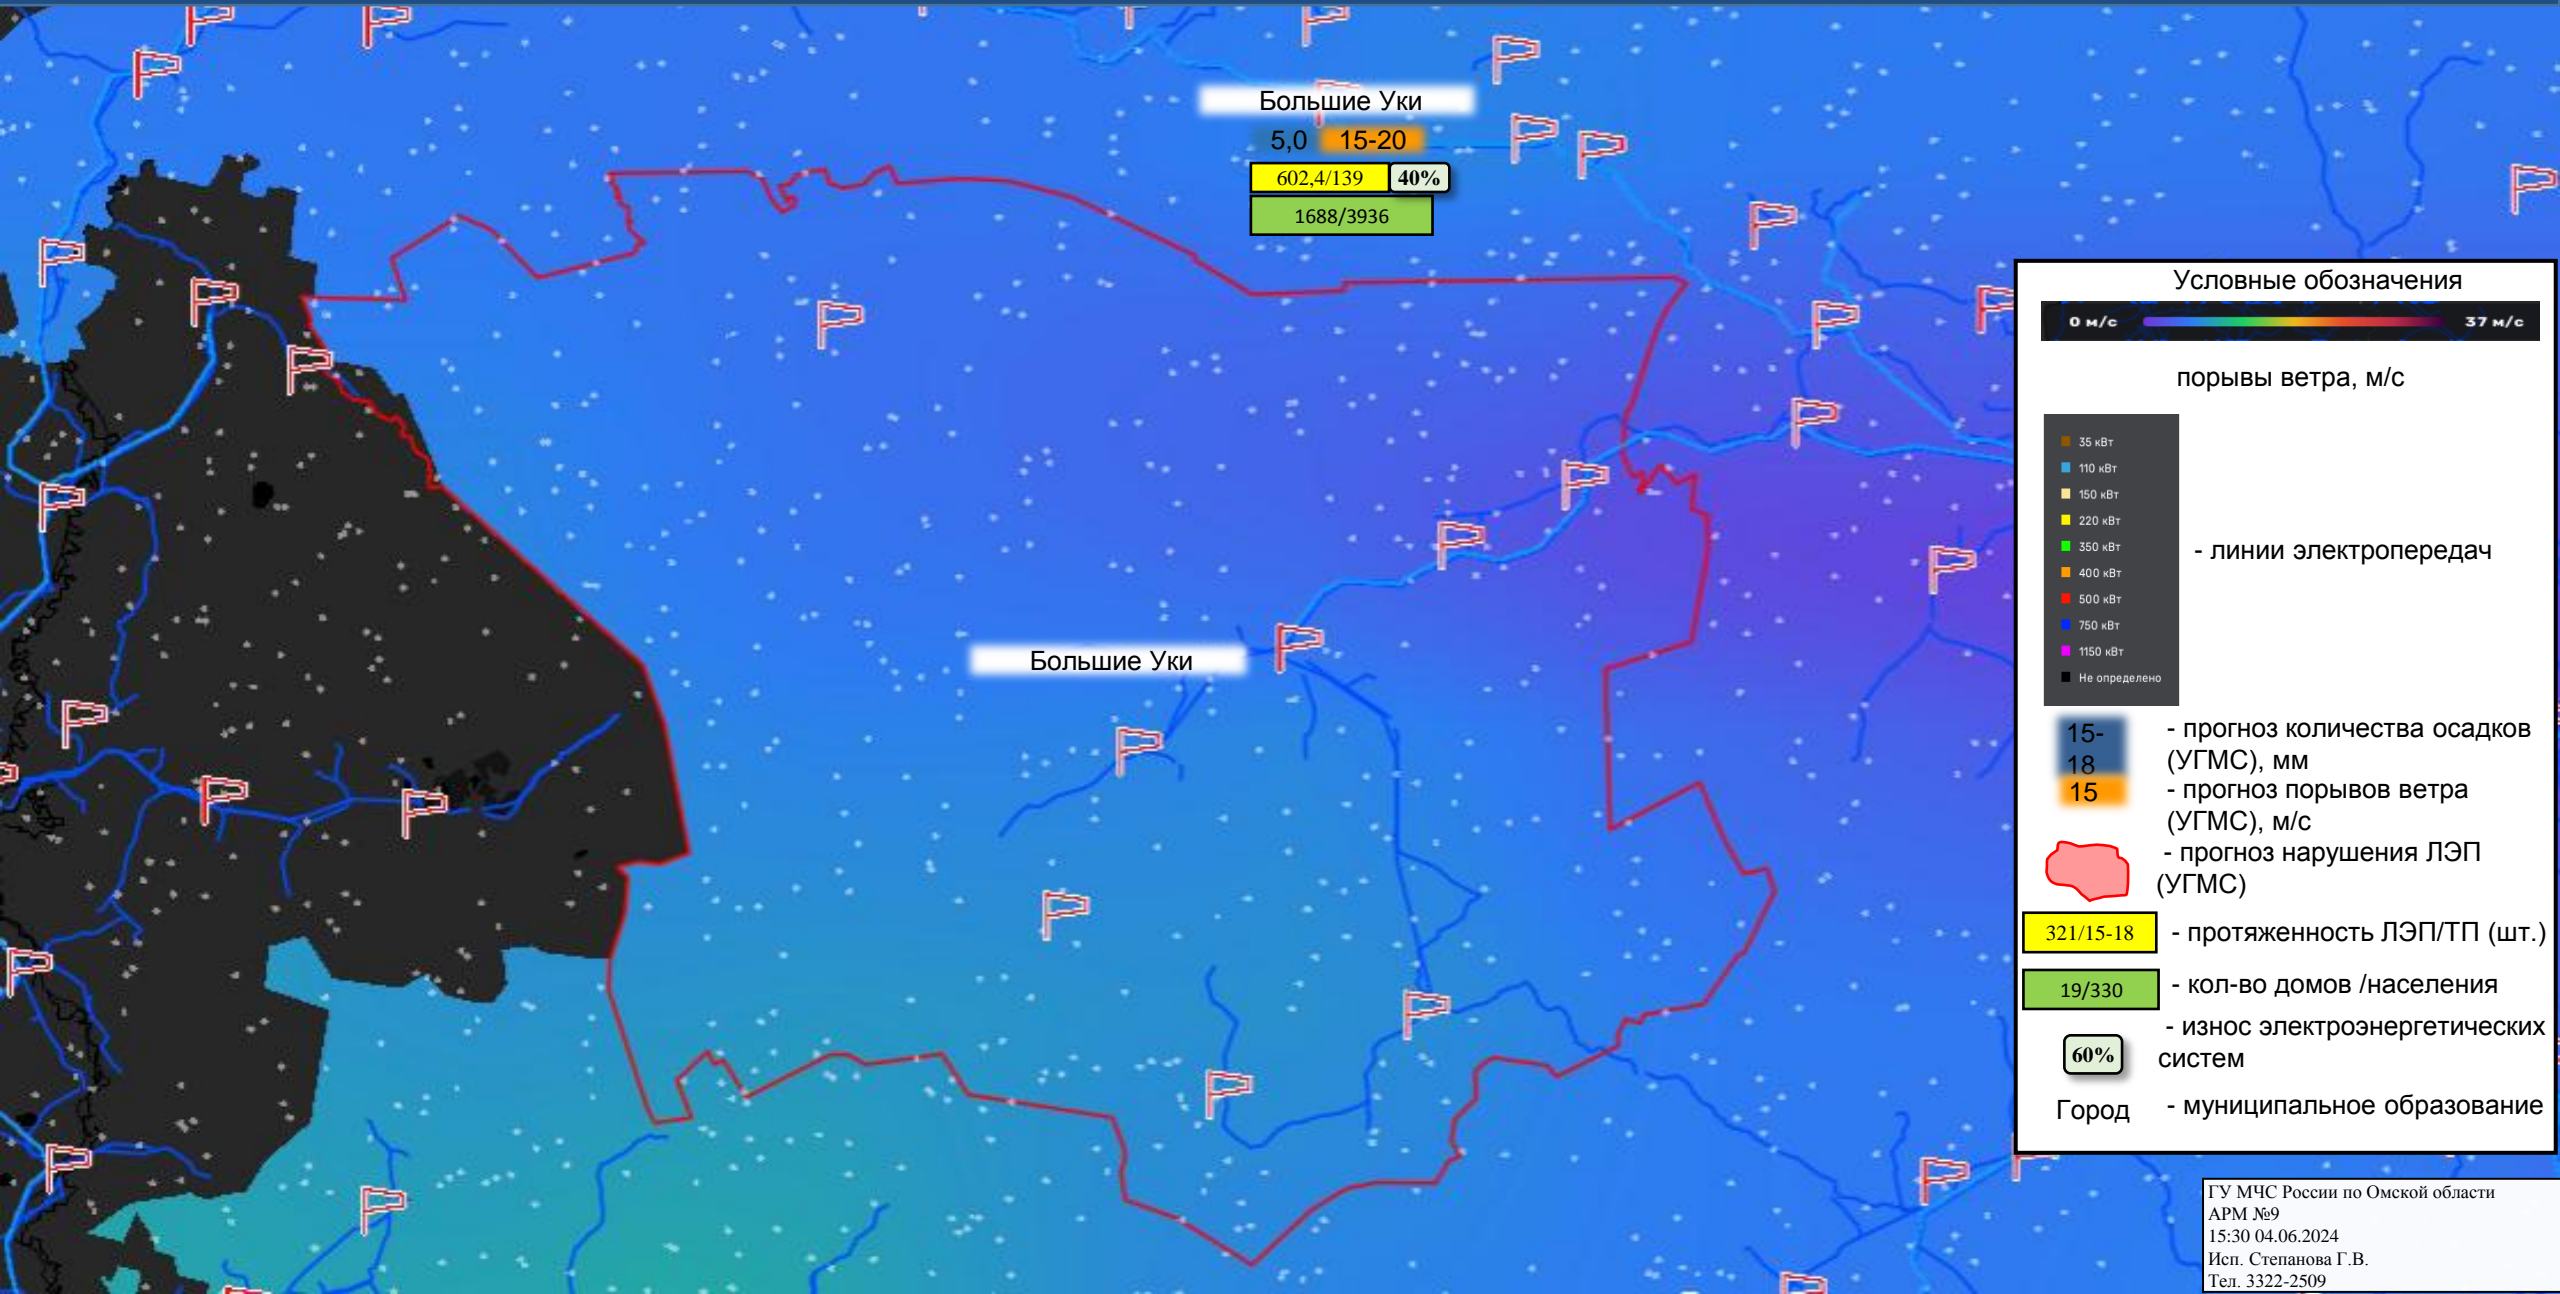 Большие Уки
5,0 15-20
602,4/139 40%
1688/3936
Большие Уки
Условные обозначения
0 м/с 37 м/с
порывы ветра, м/с
35 кВт
110 кВт
150 кВт
220 кВт
350 кВт
400 кВт
500 кВт
750 кВт
1150 кВт
Не определено
- линии электропередач
15-
18
- прогноз количества осадков
(УГМС), мм
15
- прогноз порывов ветра
(УГМС), м/с
- прогноз нарушения ЛЭП
(УГМС)
321/15-18
- протяженность ЛЭП/ТП (шт.)
19/330
- кол-во домов /населения
60%
- износ электроэнергетических
систем
Город - муниципальное образование
ГУ МЧС России по Омской области
АРМ №9
15:30 04.06.2024
Исп. Степанова Г.В.
Тел. 3322-2509